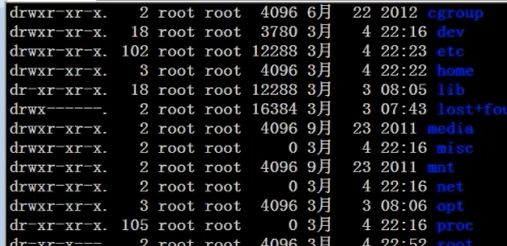 drwxr-xr-x. 2 root root 4096 6月 22 2012 cgroup
drwxr-xr-x. 18 root root 3780 3月 4 22:16 dev
drwxr-xr-x. 102 root root 12288 3月 4 22:23 etc
drwxr-xr-x. 3 root root 4096 3月 4 22:22 home
dr-xr-xr-x. 18 root root 12288 3月 3 08:05 lib
drwx------. 2 root root 16384 3月 3 07:43 lost+fou
drwxr-xr-x. 2 root root 4096 9月 23 2011 media
drwxr-xr-x. 2 root root 0 3月 4 22:16 misc
drwxr-xr-x. 2 root root 4096 9月 23 2011 mnt
drwxr-xr-x. 2 root root 0 3月 4 22:16 net
drwxr-xr-x. 3 root root 4096 3月 3 08:06 opt
dr-xr-xr-x. 105 root root 0 3月 4 22:16 proc
dr-xr-x---. 2 root root 4096 3月 4 22:52 root